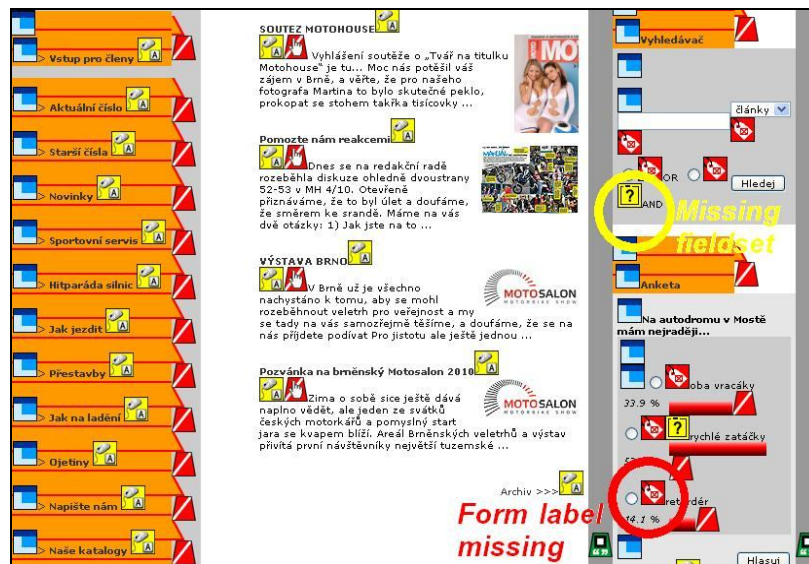 > Vstup pro členy
> Aktuální číslo
> Starší čísla
> Novinky
> Sportovní servis
> Hitparáda silnic
> Jak jezdit
> Přestavby
> Jak na ladění
> Ojetiny
> Napište nám
> Naše katalogy
SOUTEZ MOTOHOUSE
Vyhlášení soutěže o „Tvář na titulku
Motohouse“ je tu... Moc nás potěšil váš
zájem v Brně, a věřte, že pro našeho
fotografa Martina to bylo skutečné peklo,
prokopat se stohem takřka tisícovky ...
MO
Pomozte nám reakcemi
Dnes se na redakční radě
rozeběhla diskuze ohledně dvoustrany
52-53 v MH 4/10. Otevřeně
přiznáváme, že to byl úlet a doufáme,
že směrem ke srandě. Máme na vás
dvě otázky: 1) Jak jste na to ...
VÝSTAVA BRNO
V Brně už je všechno
nachystáno k tomu, aby se mohl
rozeběhnout veletrh pro veřejnost a my
se tady na vás samozřejmě těšíme, a doufáme, že se na
nás přijdete podívat Pro jistotu ale ještě jednou ...
MOTOSALON
MOTORBIKE SHOW
Pozvánka na brněnský Motosalon 2010
Zima o sobě sice ještě dává
naplno vědět, ale jeden ze svátků
českých motorkářů a pomyslný start
jara se kvapem blíží. Areál Brněnských veletrhů a výstav
přivítá první návštěvníky největší tuzemské ...
MOTOSALON
MOTORBIKE SHOW
Archiv >>>
Form label
missing
Vyhledávač
články
OR
Hledej
AND
Missing
fieldset
Anketa
Na autodromu v Mostě
mám nejraději...
oba vracáky
33.9 %
rychlé zatáčky
14.1 %
Hlasuj